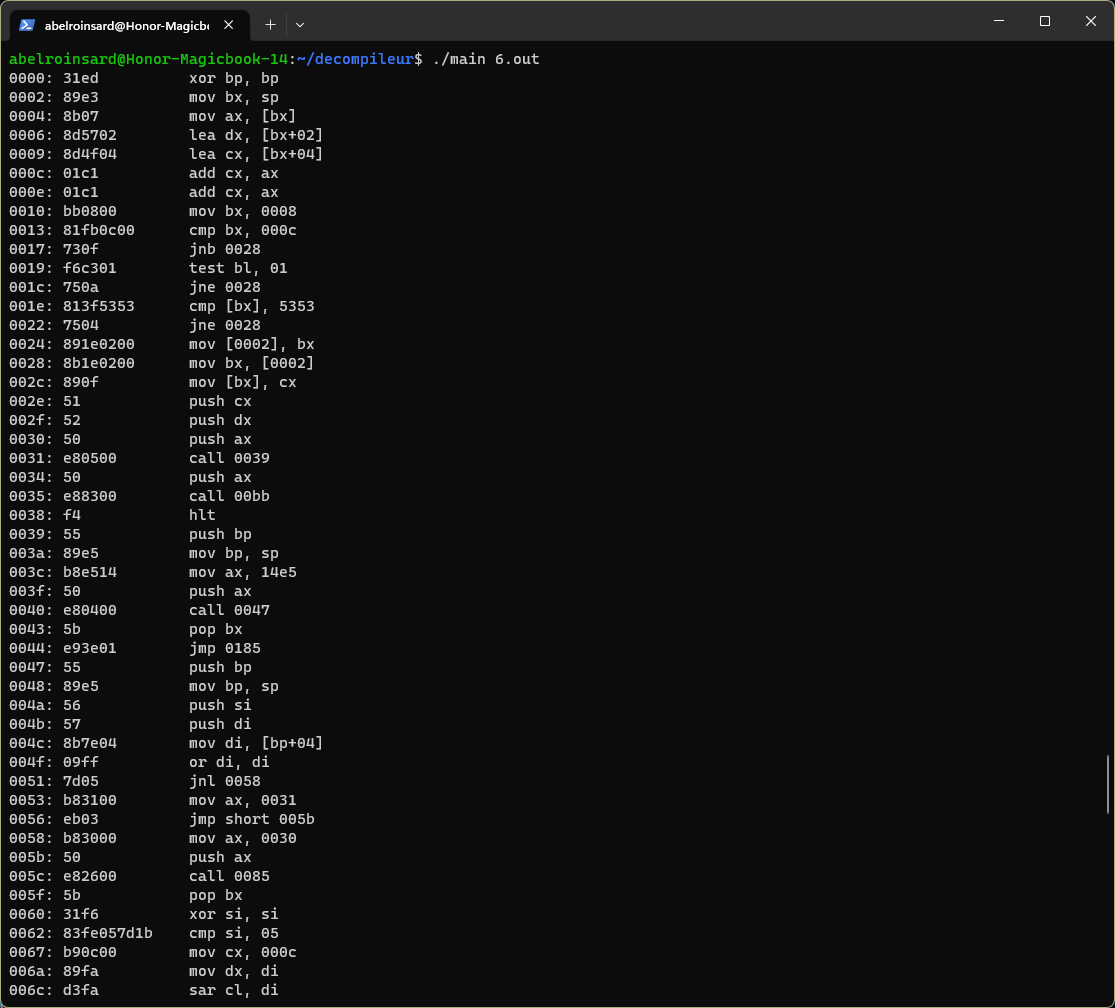 abelroinsard@Honor-Magicb
abelroinsard@Honor-Magicbook-14:~/decompileur$ ./main 6.out
0000: 31ed          xor bp, bp
0002: 89e3          mov bx, sp
0004: 8b07          mov ax, [bx]
0006: 8d5702        lea dx, [bx+02]
0009: 8d4f04        lea cx, [bx+04]
000c: 01c1          add cx, ax
000e: 01c1          add cx, ax
0010: bb0800        mov bx, 0008
0013: 81fb0c00      cmp bx, 000c
0017: 730f          jnb 0028
0019: f6c301        test bl, 01
001c: 750a          jne 0028
001e: 813f5353      cmp [bx], 5353
0022: 7504          jne 0028
0024: 891e0200      mov [0002], bx
0028: 8b1e0200      mov bx, [0002]
002c: 890f          mov [bx], cx
002e: 51            push cx
002f: 52            push dx
0030: 50            push ax
0031: e80500        call 0039
0034: 50            push ax
0035: e88300        call 00bb
0038: f4            hlt
0039: 55            push bp
003a: 89e5          mov bp, sp
003c: b8e514        mov ax, 14e5
003f: 50            push ax
0040: e80400        call 0047
0043: 5b            pop bx
0044: e93e01        jmp 0185
0047: 55            push bp
0048: 89e5          mov bp, sp
004a: 56            push si
004b: 57            push di
004c: 8b7e04        mov di, [bp+04]
004f: 09ff          or di, di
0051: 7d05          jnl 0058
0053: b83100        mov ax, 0031
0056: eb03          jmp short 005b
0058: b83000        mov ax, 0030
005b: 50            push ax
005c: e82600        call 0085
005f: 5b            pop bx
0060: 31f6          xor si, si
0062: 83fe057d1b    cmp si, 05
0067: b90c00        mov cx, 000c
006a: 89fa          mov dx, di
006c: d3fa          sar cl, di